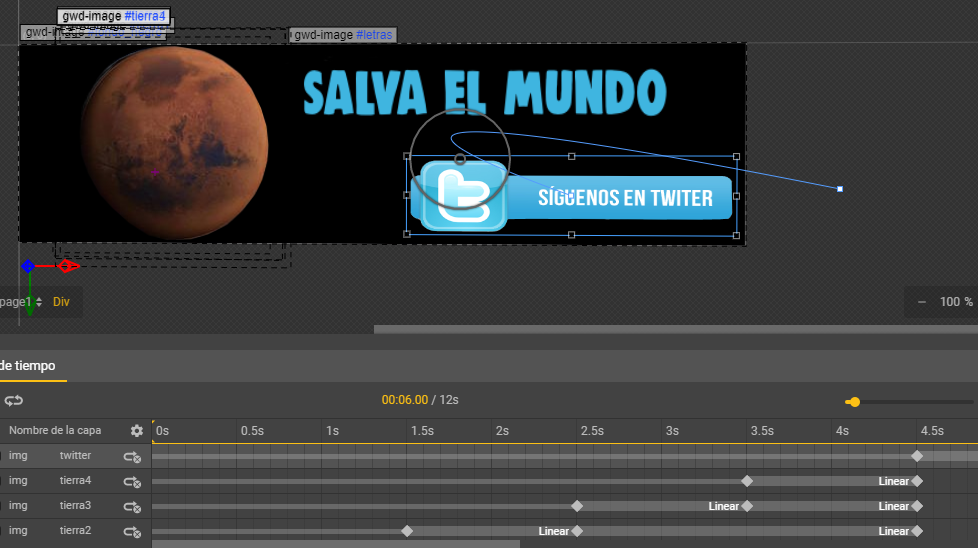 gwd-image #tierra4
gwd-image #letras
SALVA EL MUNDO
SÍGUENOS EN TWITER
page1 Div
100 %
de tiempo
00:06.00 / 12s
Nombre de la capa 0s 0.5s 1s 1.5s 2s 2.5s 3s 3.5s 4s 4.5s
img twitter
img tierra4 Linear
img tierra3 Linear Linear
img tierra2 Linear Linear